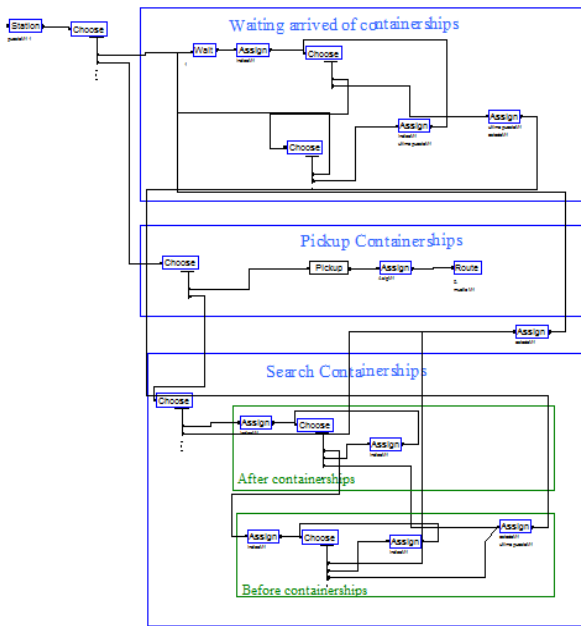 Station
Choose
Waiting arrived of containerships
Wait
Assign
Choose
Assign
Assign
Choose
Pickup Containerships
Choose
Pickup
Assign
Route
Assign
Search Containerships
Choose
Assign
Choose
Assign
After containerships
Assign
Assign
Choose
Assign
Before containerships